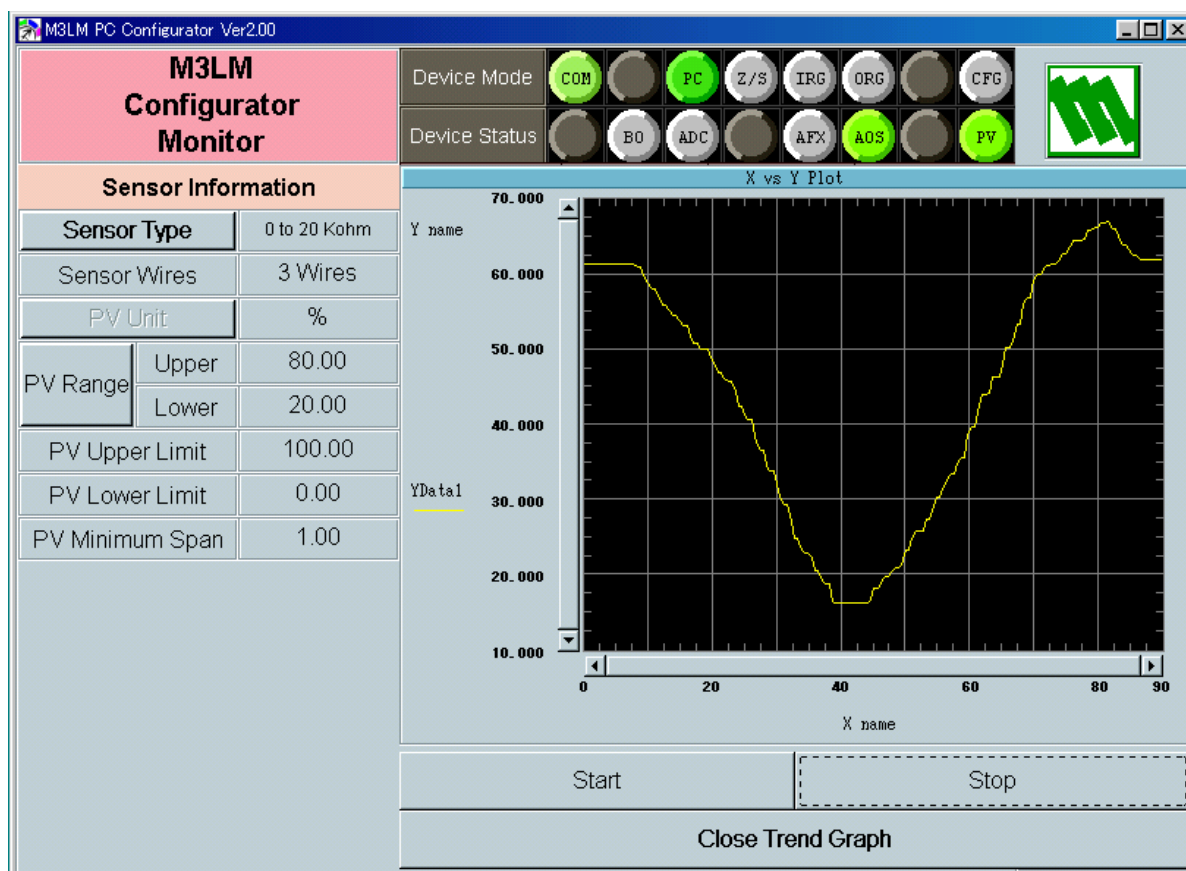 M3LM PC Configurator Ver2.00
M3LM
Configurator
Monitor
Device Mode COM PC Z/S IRG ORG CFG
Device Status BO ADC AFX AOS PV
Sensor Information
Sensor Type 0 to 20 Kohm
Sensor Wires 3 Wires
PV Unit %
PV Range Upper 80.00
Lower 20.00
PV Upper Limit 100.00
PV Lower Limit 0.00
PV Minimum Span 1.00
X vs Y Plot
Y name
YData1
70.000
60.000
50.000
40.000
30.000
20.000
10.000
0 20 40 60 80 90
X name
Start Stop
Close Trend Graph